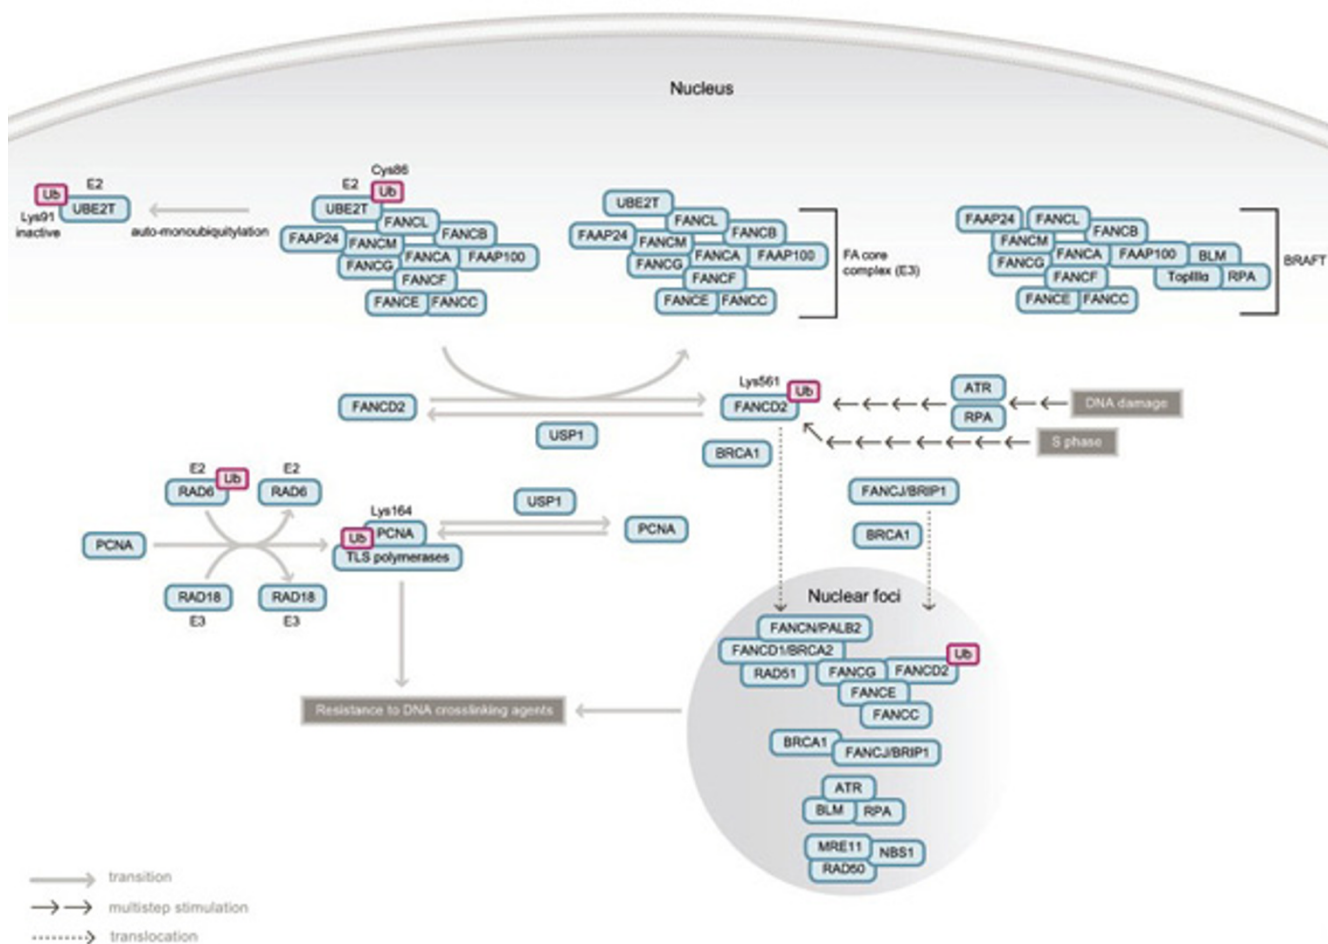 Nucleus
Cys86
Ub
E2
UBE2T
Lys91
inactive
auto-monoubiquitylation
E2
Ub
UBE2T
FANCL
FANCB
FAAP24
FANCM
FANCA
FAAP100
FANCG
FANCF
FANCE
FANCC
UBE2T
FANCL
FANCB
FAAP24
FANCM
FANCA
FAAP100
FANCG
FANCF
FANCE
FANCC
FA core
complex (E3)
FAAP24
FANCL
FANCB
FANCM
FANCA
FAAP100
BLM
FANCG
FANCF
TopIIIα
RPA
FANCE
FANCC
BRAFT
FANCD2
USP1
Lys561
Ub
FANCD2
BRCA1
ATR
RPA
DNA damage
S phase
E2
Ub
RAD6
E2
RAD6
PCNA
RAD18
E3
RAD18
E3
Lys164
Ub
PCNA
TLS polymerases
USP1
PCNA
FANCJ/BRIP1
BRCA1
Nuclear foci
FANCN/PALB2
FANCD1/BRCA2
RAD51
FANCG
FANCD2
Ub
FANCE
FANCC
BRCA1
FANCJ/BRIP1
ATR
BLM
RPA
MRE11
NBS1
RAD50
Resistance to DNA crosslinking agents
transition
multistep stimulation
translocation